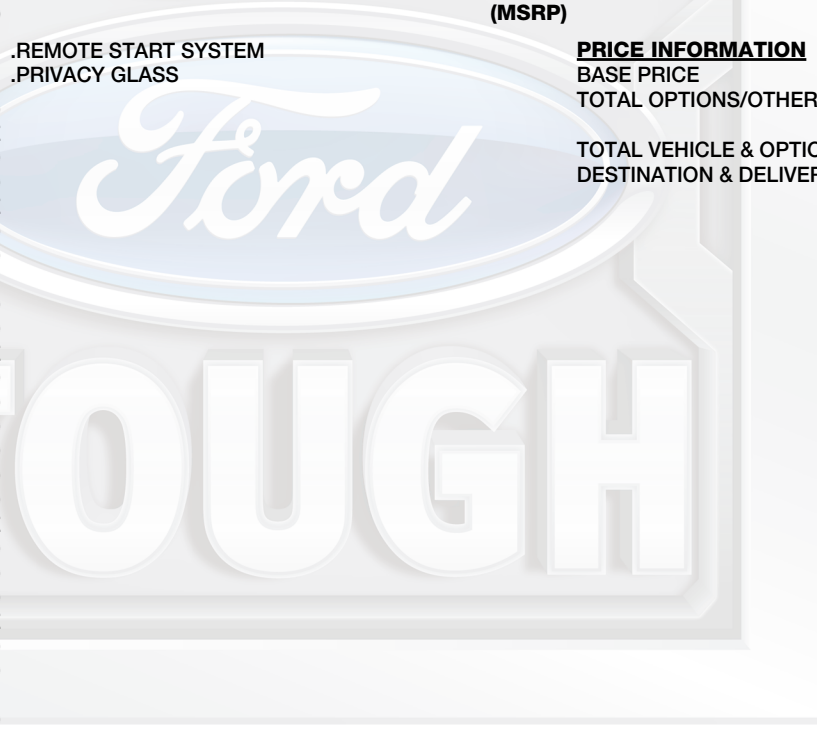 (MSRP)
.REMOTE START SYSTEM
.PRIVACY GLASS
PRICE INFORMATION
BASE PRICE
TOTAL OPTIONS/OTHER
TOTAL VEHICLE & OPTIO
DESTINATION & DELIVER
Ford
TOUGH